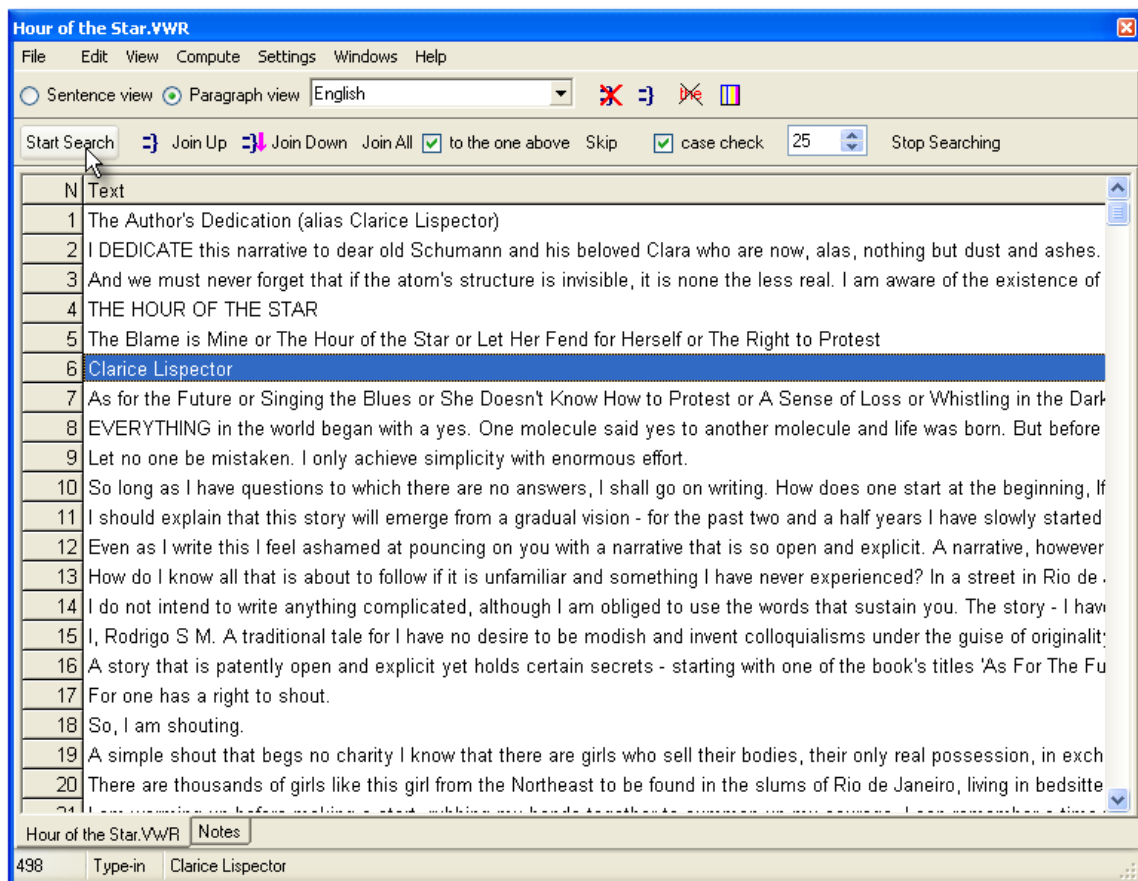 Hour of the Star.VWR
File Edit View Compute Settings Windows Help
Sentence view Paragraph view English the
Start Search Join Up Join Down Join All to the one above Skip case check 25 Stop Searching
N Text
1 The Author's Dedication (alias Clarice Lispector)
2 I DEDICATE this narrative to dear old Schumann and his beloved Clara who are now, alas, nothing but dust and ashes.
3 And we must never forget that if the atom's structure is invisible, it is none the less real. I am aware of the existence of
4 THE HOUR OF THE STAR
5 The Blame is Mine or The Hour of the Star or Let Her Fend for Herself or The Right to Protest
6 Clarice Lispector
7 As for the Future or Singing the Blues or She Doesn't Know How to Protest or A Sense of Loss or Whistling in the Dark
8 EVERYTHING in the world began with a yes. One molecule said yes to another molecule and life was born. But before
9 Let no one be mistaken. I only achieve simplicity with enormous effort.
10 So long as I have questions to which there are no answers, I shall go on writing. How does one start at the beginning, If
11 I should explain that this story will emerge from a gradual vision - for the past two and a half years I have slowly started
12 Even as I write this I feel ashamed at pouncing on you with a narrative that is so open and explicit. A narrative, however
13 How do I know all that is about to follow if it is unfamiliar and something I have never experienced? In a street in Rio de
14 I do not intend to write anything complicated, although I am obliged to use the words that sustain you. The story - I hav
15 I, Rodrigo S M. A traditional tale for I have no desire to be modish and invent colloquialisms under the guise of originalit
16 A story that is patently open and explicit yet holds certain secrets - starting with one of the book's titles 'As For The Fu
17 For one has a right to shout.
18 So, I am shouting.
19 A simple shout that begs no charity I know that there are girls who sell their bodies, their only real possession, in exch
20 There are thousands of girls like this girl from the Northeast to be found in the slums of Rio de Janeiro, living in bedsitte
Hour of the Star.VWR Notes
498 Type-in Clarice Lispector